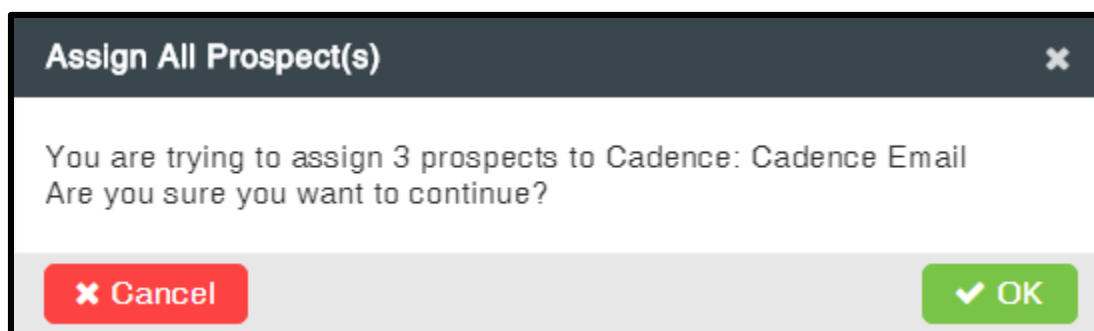 Assign All Prospect(s)
You are trying to assign 3 prospects to Cadence: Cadence Email
Are you sure you want to continue?
Cancel
OK